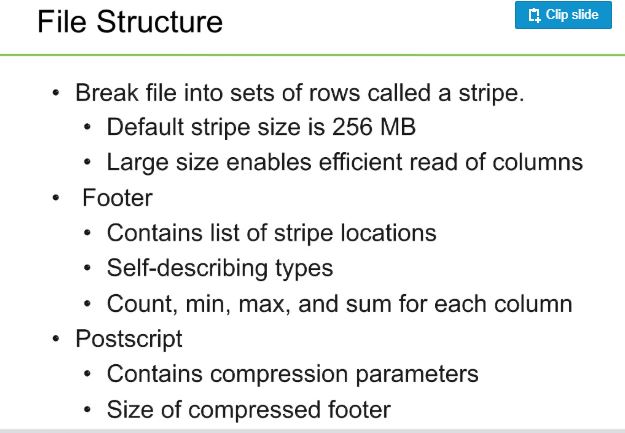 File Structure
Clip slide
• Break file into sets of rows called a stripe.
• Default stripe size is 256 MB
• Large size enables efficient read of columns
• Footer
• Contains list of stripe locations
• Self-describing types
• Count, min, max, and sum for each column
• Postscript
• Contains compression parameters
• Size of compressed footer